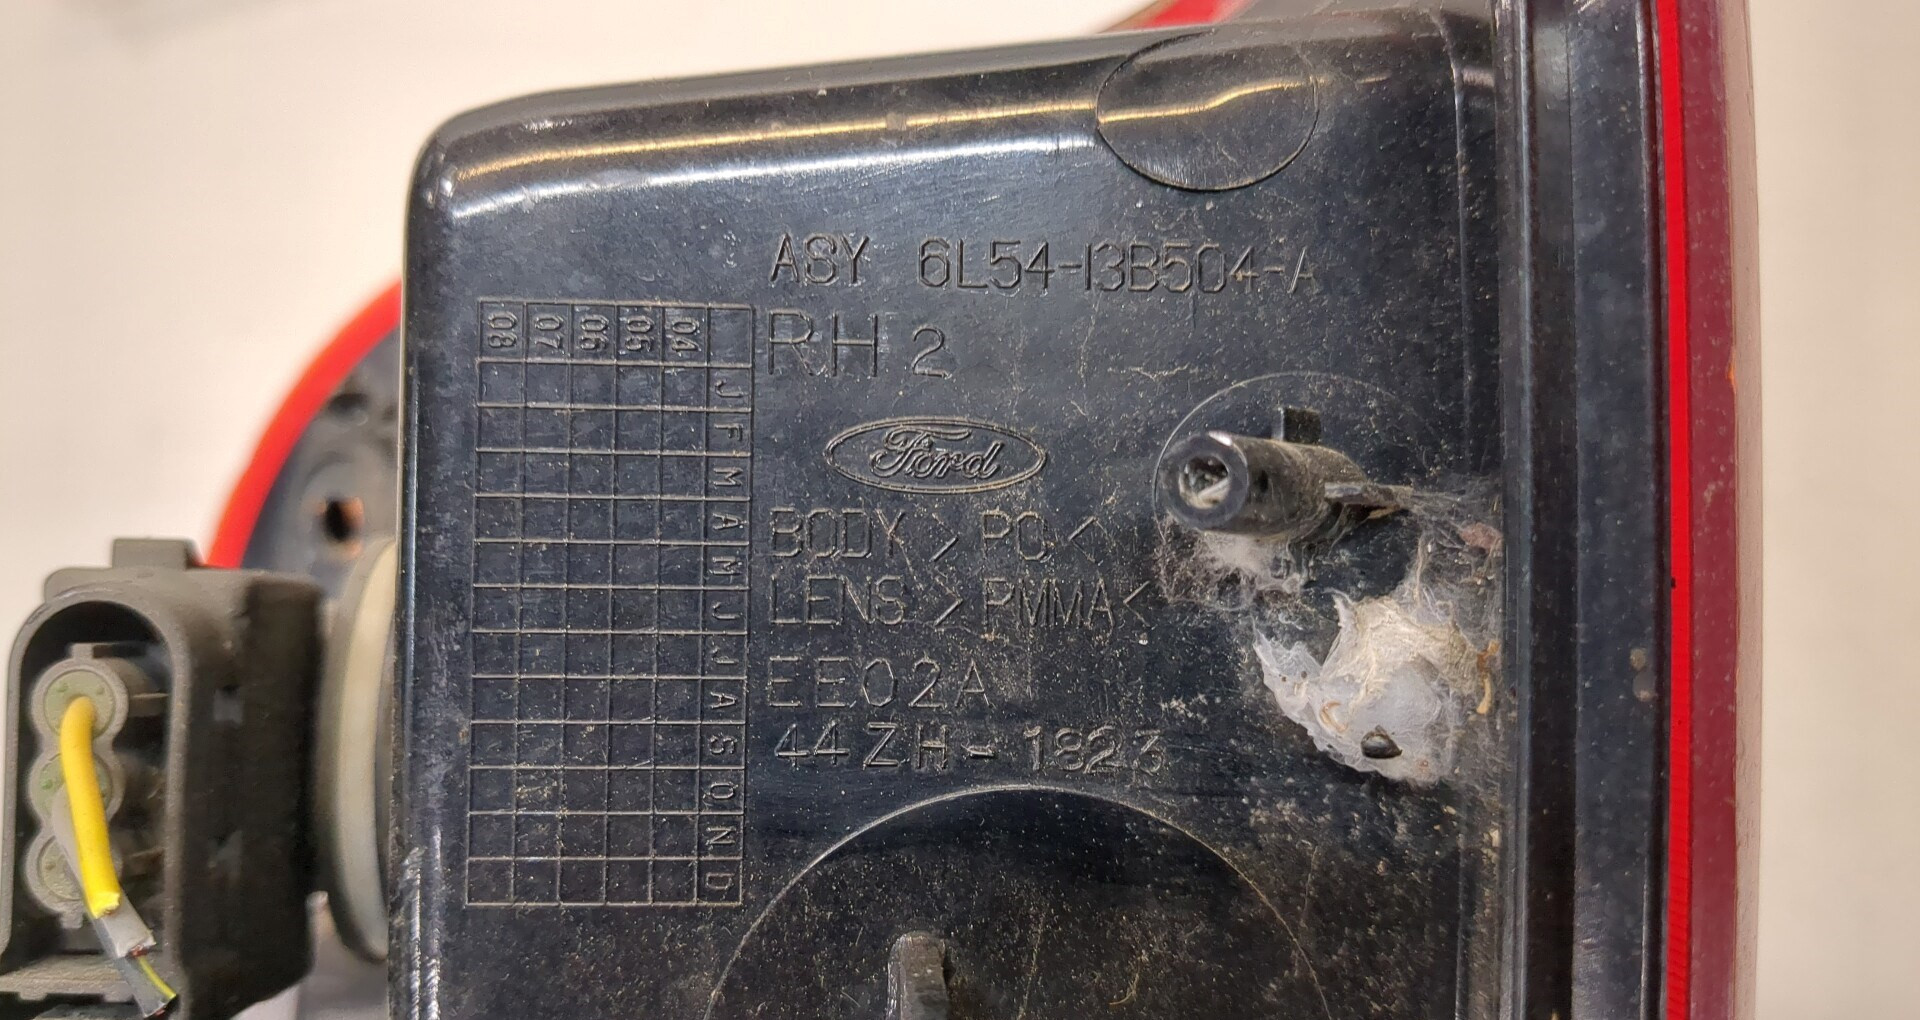 ASY 6L54-13B504-A
RH 2
Ford
BODY > PC <
LENS > PMMA <
EE02A
44ZH-1823
04
05
06
07
08
J
F
M
A
M
J
J
A
S
O
N
D